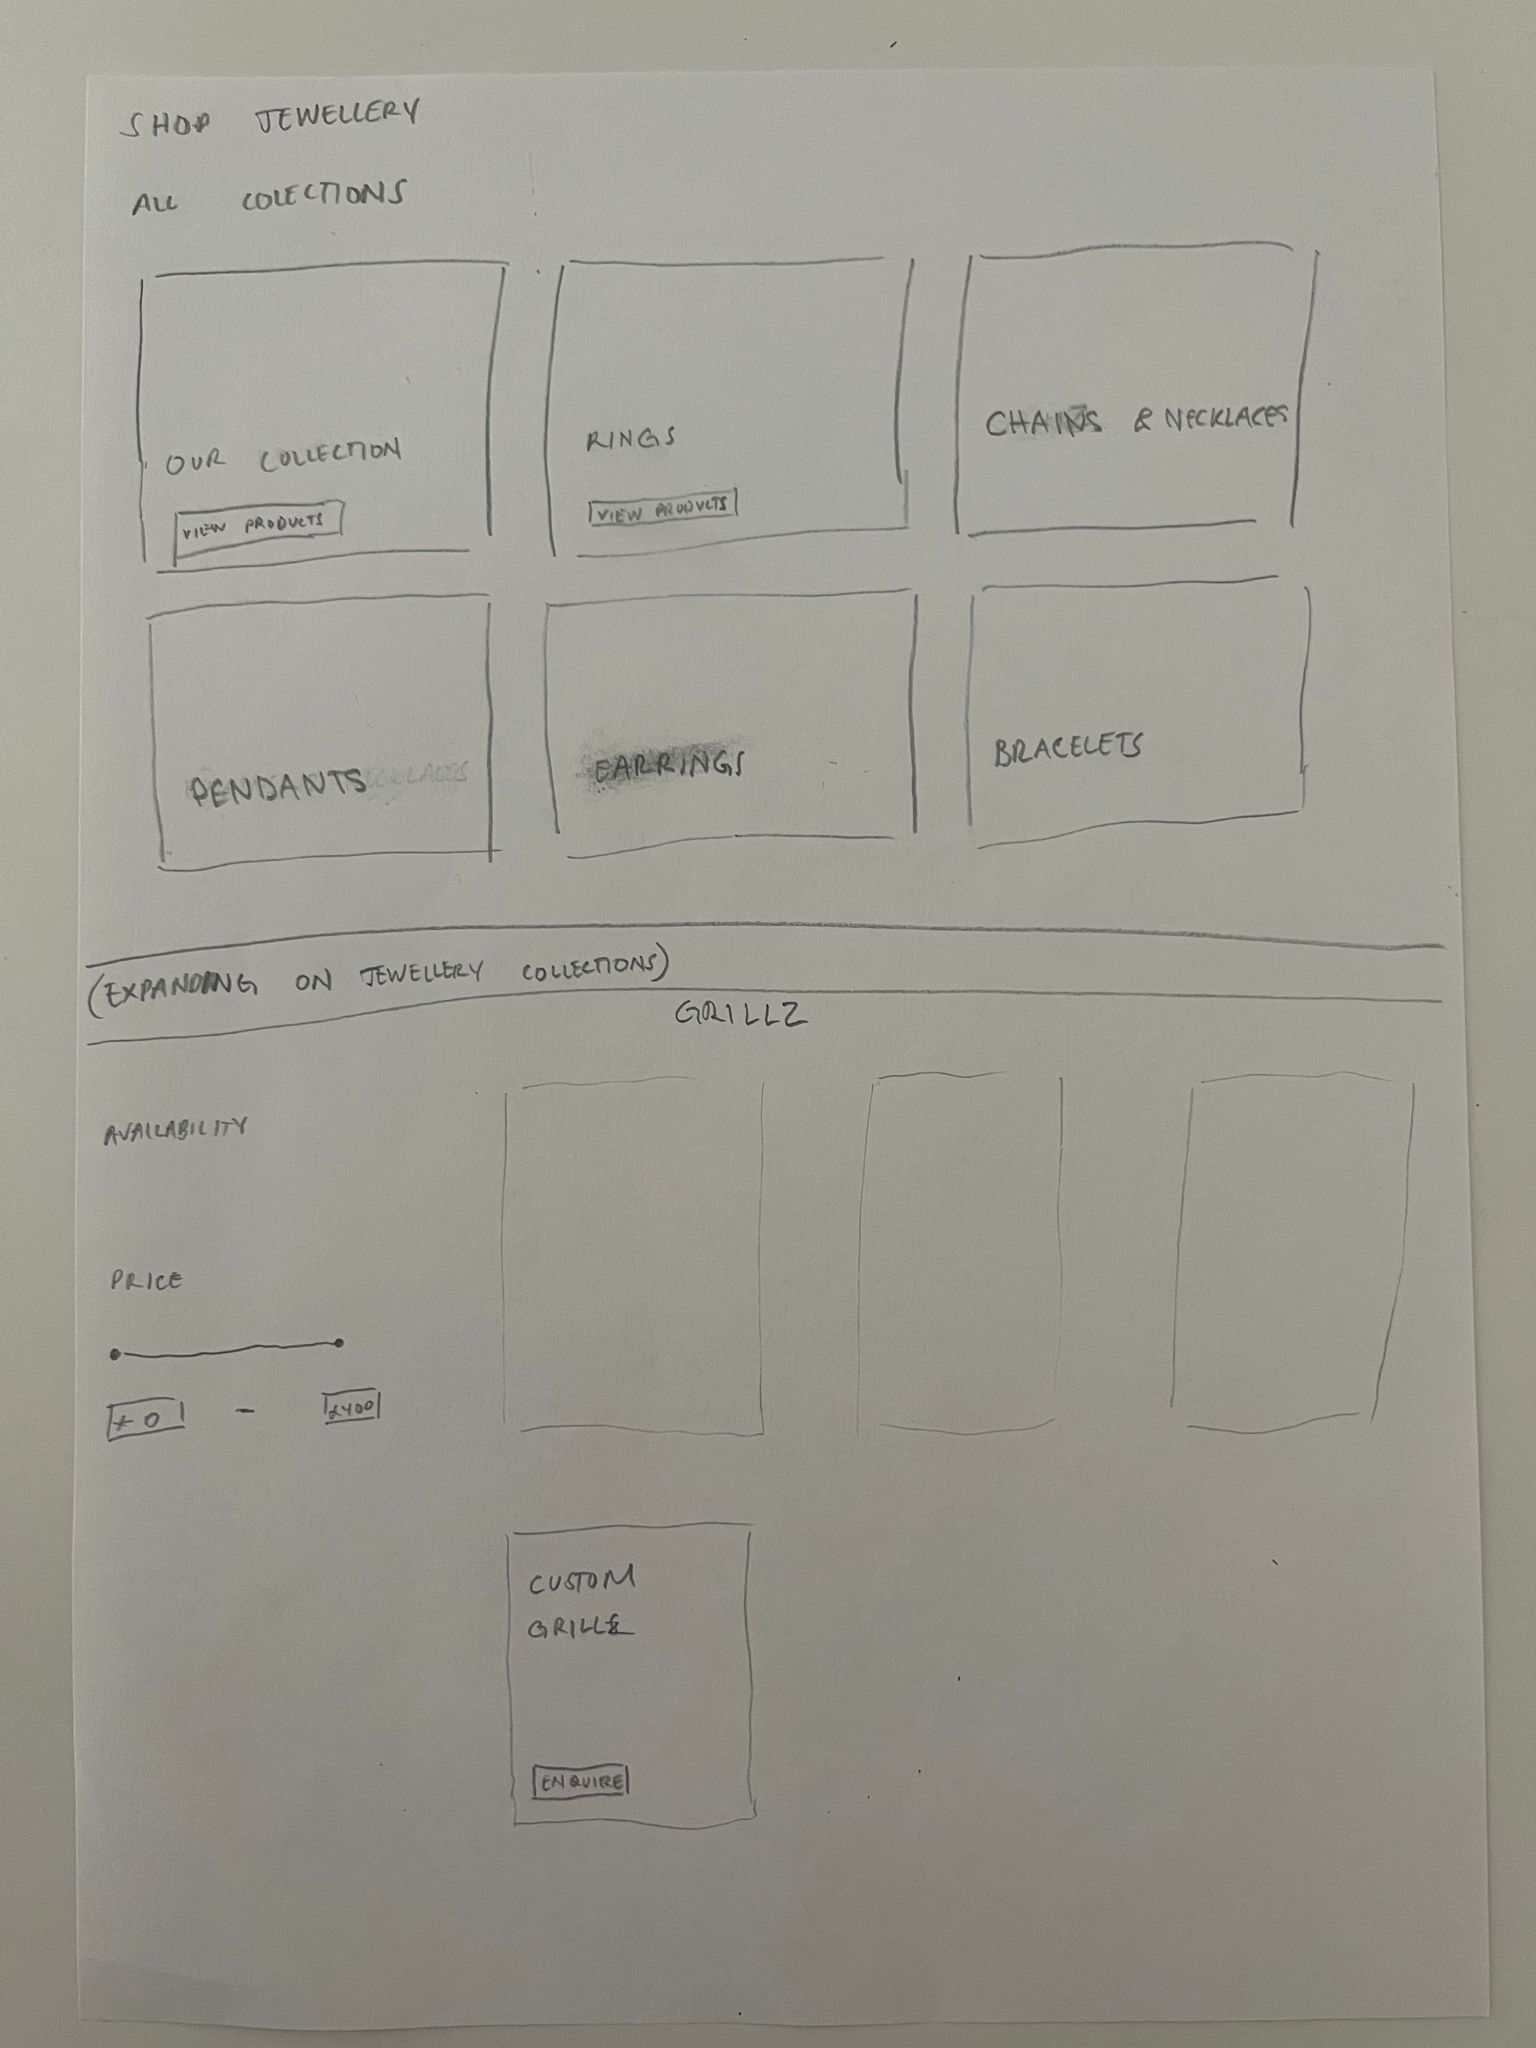 SHOP JEWELLERY
ALL COLECTIONS
OUR COLLECTION
VIEW PRODUCTS
RINGS
VIEW PRODUCTS
CHAINS & NECKLACES
PENDANTS
EARRINGS
BRACELETS
(EXPANDING ON JEWELLERY COLLECTIONS)
GRILLZ
AVAILABILITY
PRICE
£0 - £400
CUSTOM
GRILLZ
ENQUIRE